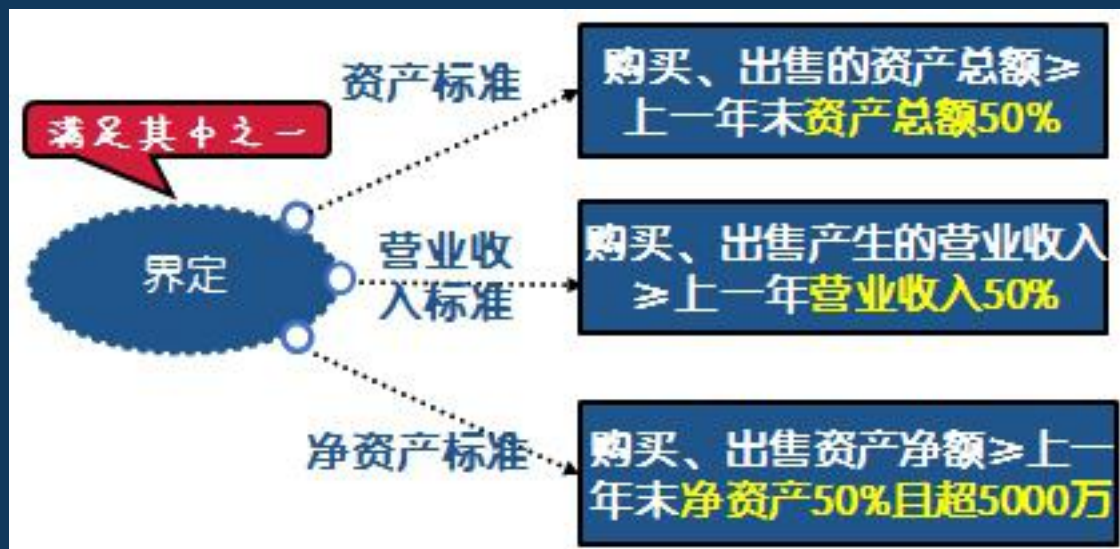 资产标准
购买、出售的资产总额≥
上一年末资产总额50%
满足其中之一
界定
营业收
入标准
购买、出售产生的营业收入
≥上一年营业收入50%
净资产标准
购买、出售资产净额≥上一
年末净资产50%且超5000万